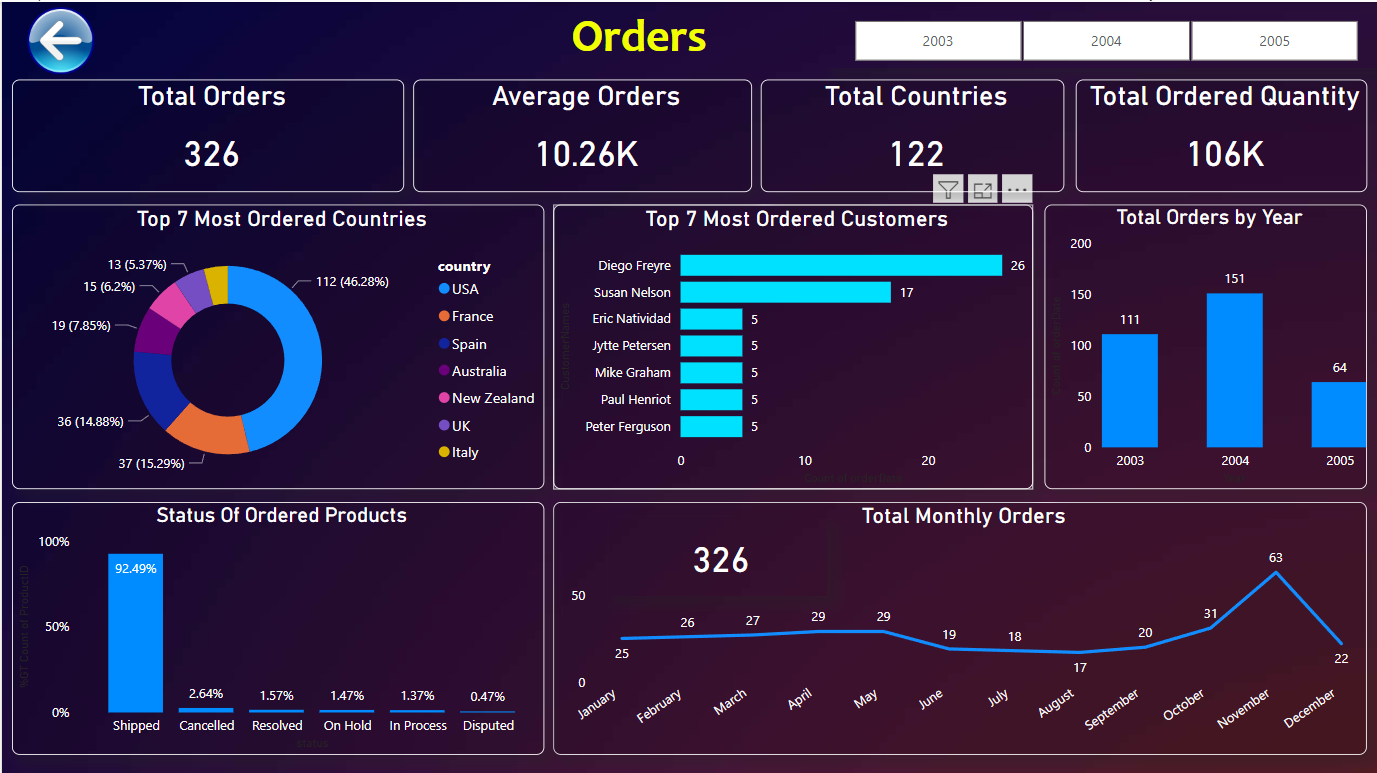 Orders
2003
2004
2005
Total Orders
326
Average Orders
10.26K
Total Countries
122
Total Ordered Quantity
106K
Top 7 Most Ordered Countries
13 (5.37%)
15 (6.2%)
19 (7.85%)
36 (14.88%)
37 (15.29%)
112 (46.28%)
country
USA
France
Spain
Australia
New Zealand
UK
Italy
Top 7 Most Ordered Customers
CustomerNames
Diego Freyre 26
Susan Nelson 17
Eric Natividad 5
Jytte Petersen 5
Mike Graham 5
Paul Henriot 5
Peter Ferguson 5
0 10 20
Total Orders by Year
200
150
100
50
0
111
151
64
2003 2004 2005
Status Of Ordered Products
%GT Count of ProductID
100%
50%
0%
92.49%
2.64%
1.57%
1.47%
1.37%
0.47%
Shipped Cancelled Resolved On Hold In Process Disputed
status
Total Monthly Orders
326
50
0
25
26
27
29
29
19
18
17
20
31
63
22
January February March April May June July August September October November December